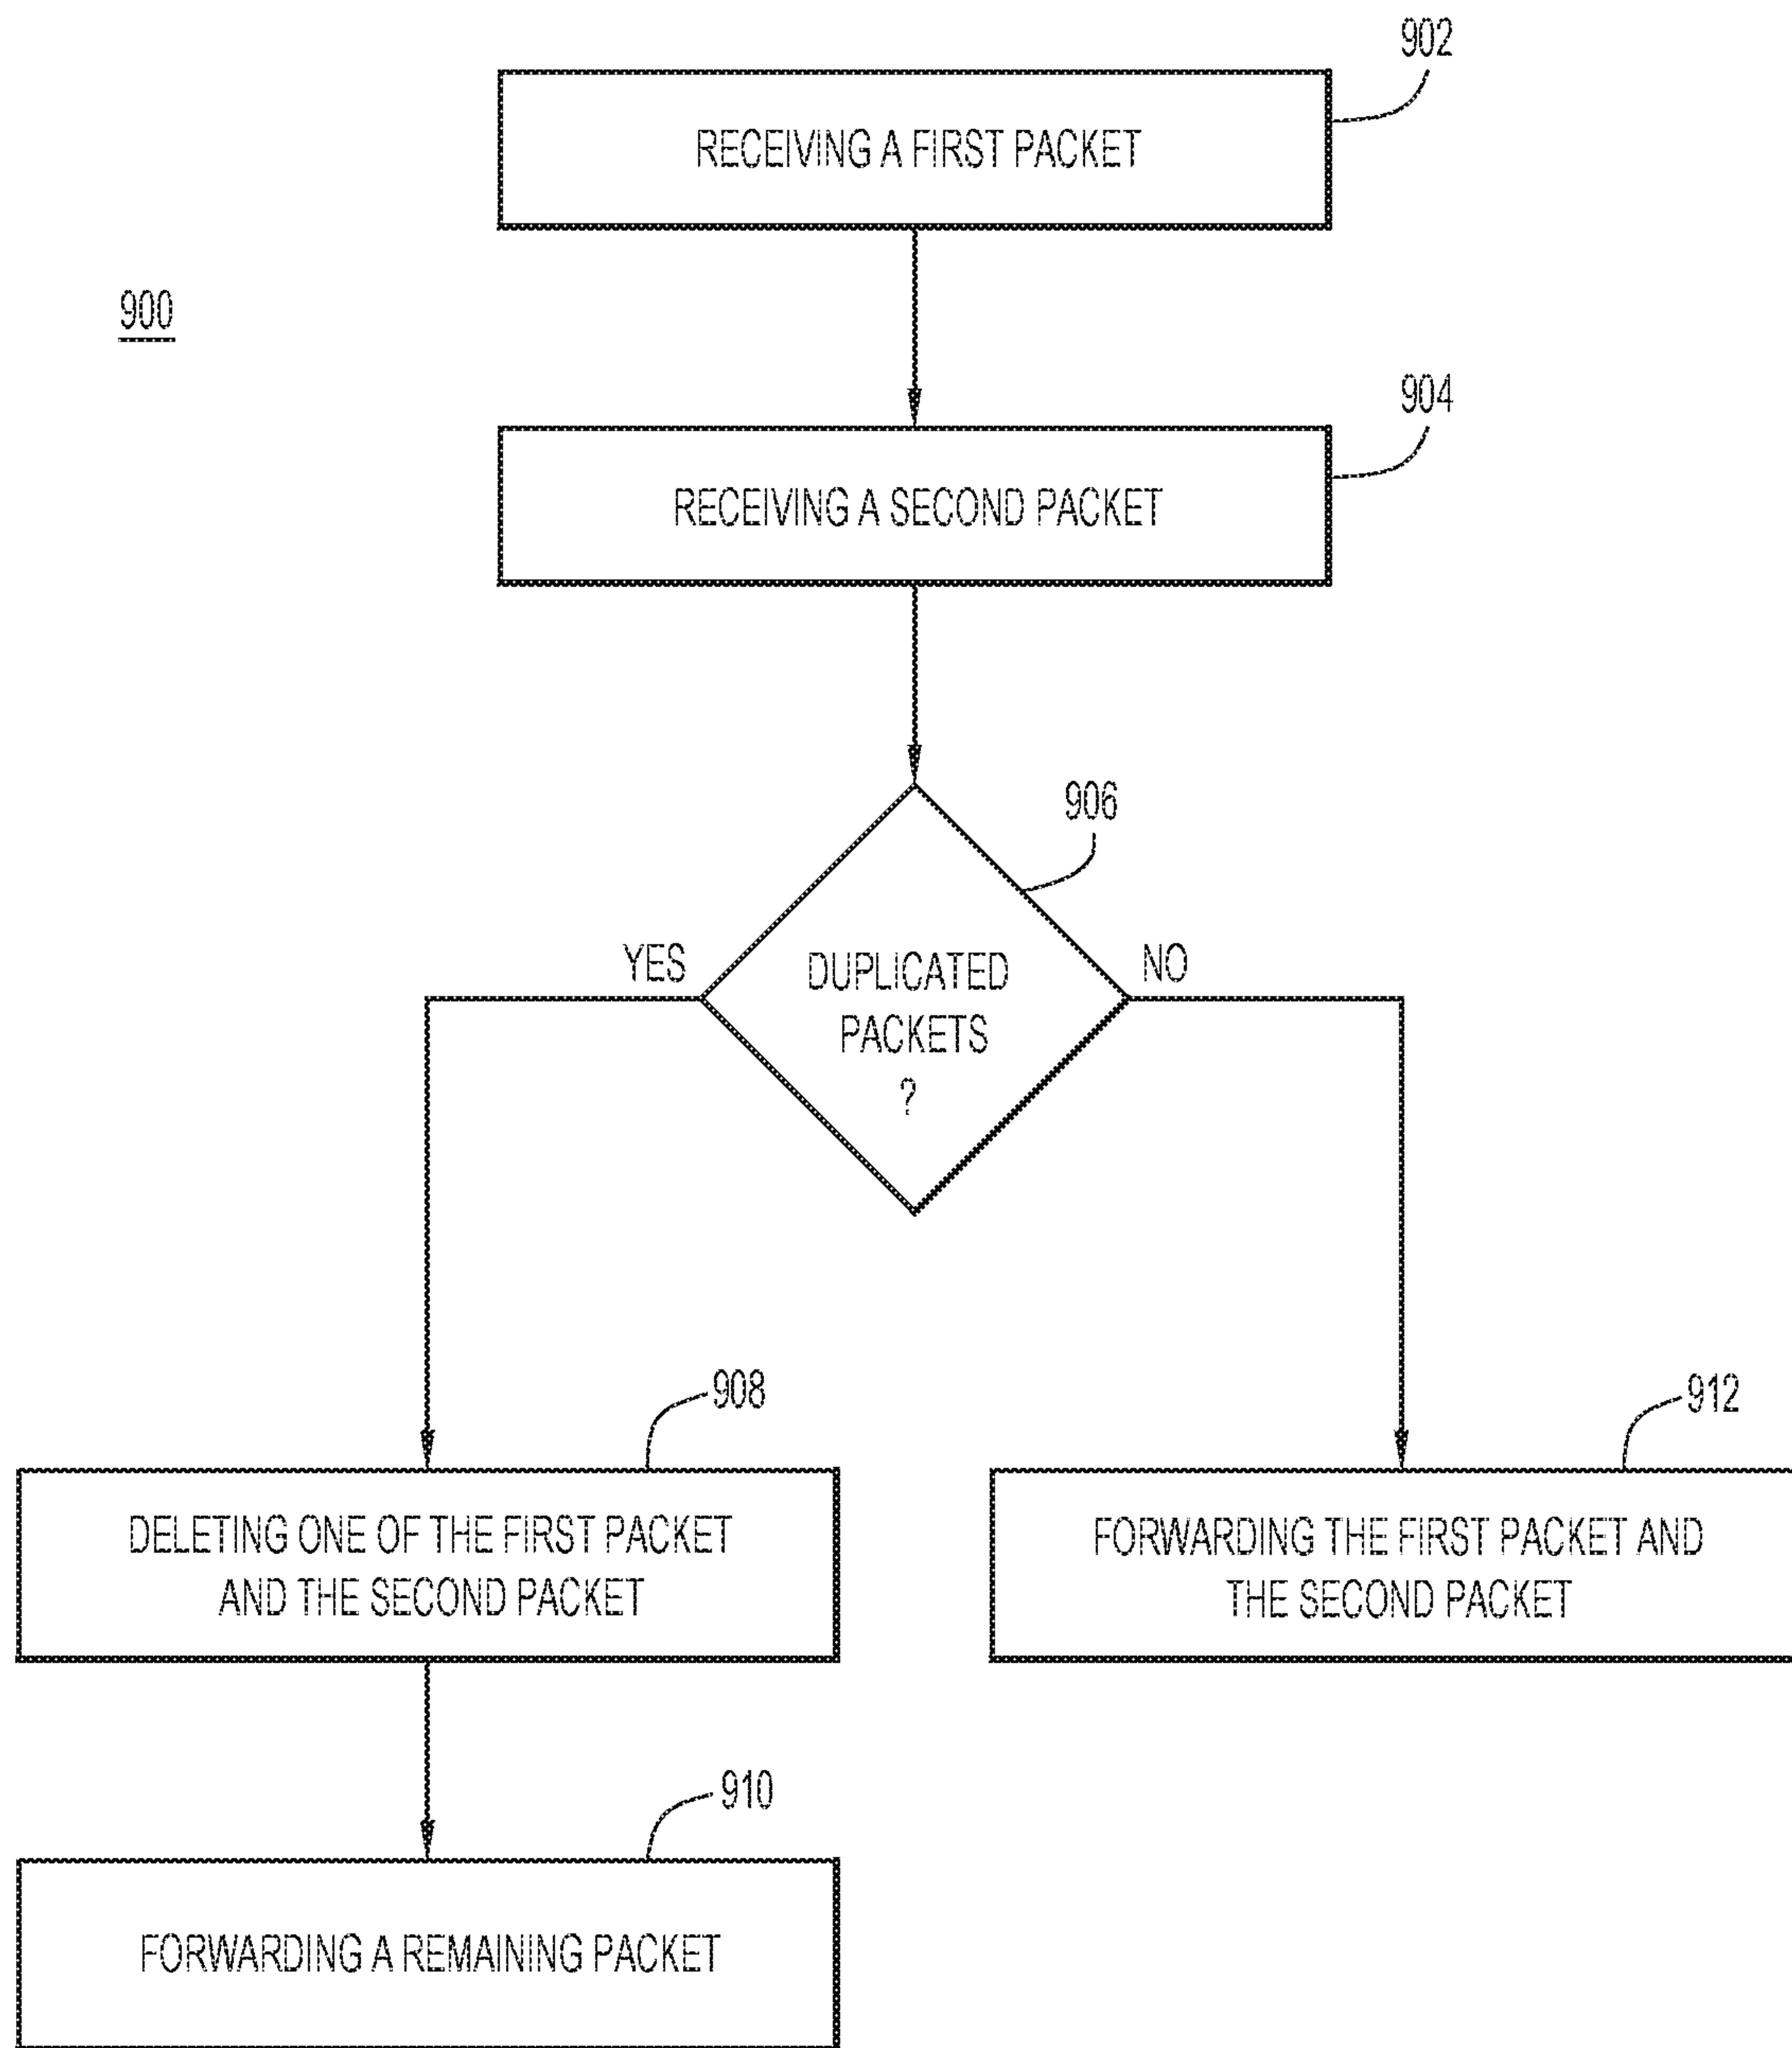 902
RECEIVING A FIRST PACKET
900
904
RECEIVING A SECOND PACKET
906
YES
NO
DUPLICATED
PACKETS
?
908
912
DELETING ONE OF THE FIRST PACKET
AND THE SECOND PACKET
FORWARDING THE FIRST PACKET AND
THE SECOND PACKET
910
FORWARDING A REMAINING PACKET